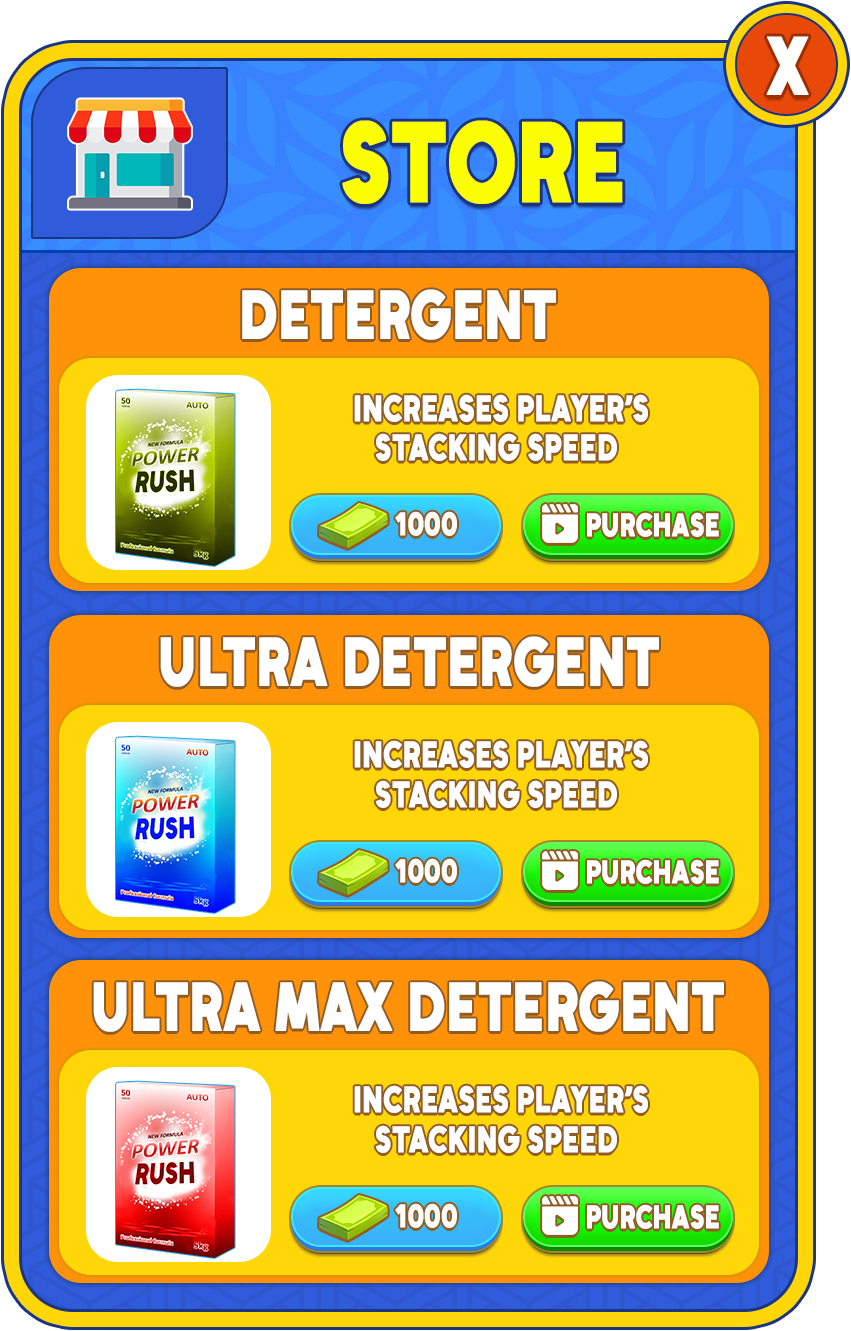 X
STORE
DETERGENT
50
AUTO
NEW FORMULA
POWER
RUSH
Professional formula
5kg
INCREASES PLAYER'S
STACKING SPEED
1000
PURCHASE
ULTRA DETERGENT
50
AUTO
NEW FORMULA
POWER
RUSH
Professional formula
5kg
INCREASES PLAYER'S
STACKING SPEED
1000
PURCHASE
ULTRA MAX DETERGENT
50
AUTO
NEW FORMULA
POWER
RUSH
Professional formula
5kg
INCREASES PLAYER'S
STACKING SPEED
1000
PURCHASE